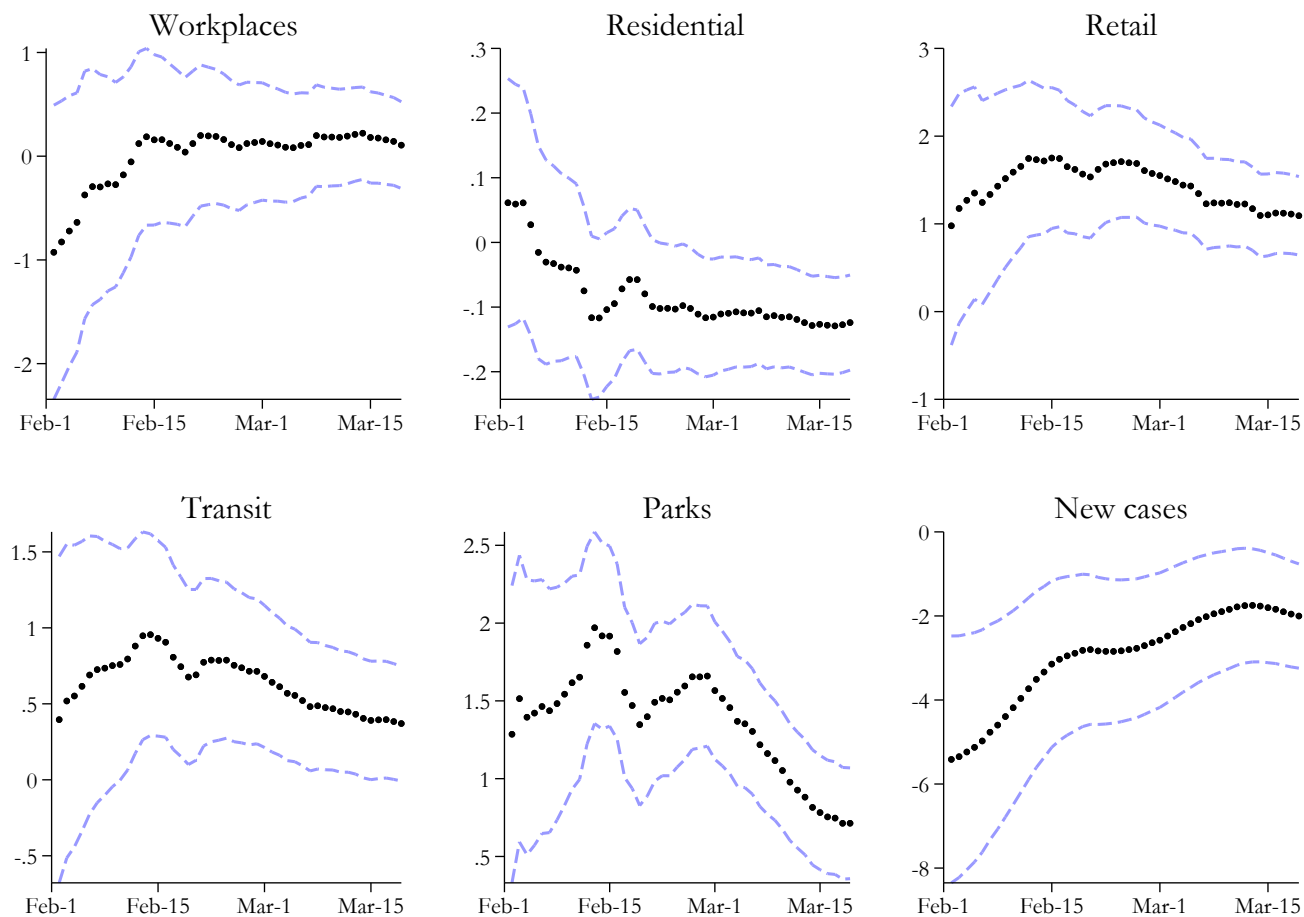 Workplaces
1
0
-1
-2
Feb-1 Feb-15 Mar-1 Mar-15
Residential
.3
.2
.1
0
-.1
-.2
Feb-1 Feb-15 Mar-1 Mar-15
Retail
3
2
1
0
-1
Feb-1 Feb-15 Mar-1 Mar-15
Transit
1.5
1
.5
0
-.5
Feb-1 Feb-15 Mar-1 Mar-15
Parks
2.5
2
1.5
1
.5
Feb-1 Feb-15 Mar-1 Mar-15
New cases
0
-2
-4
-6
-8
Feb-1 Feb-15 Mar-1 Mar-15